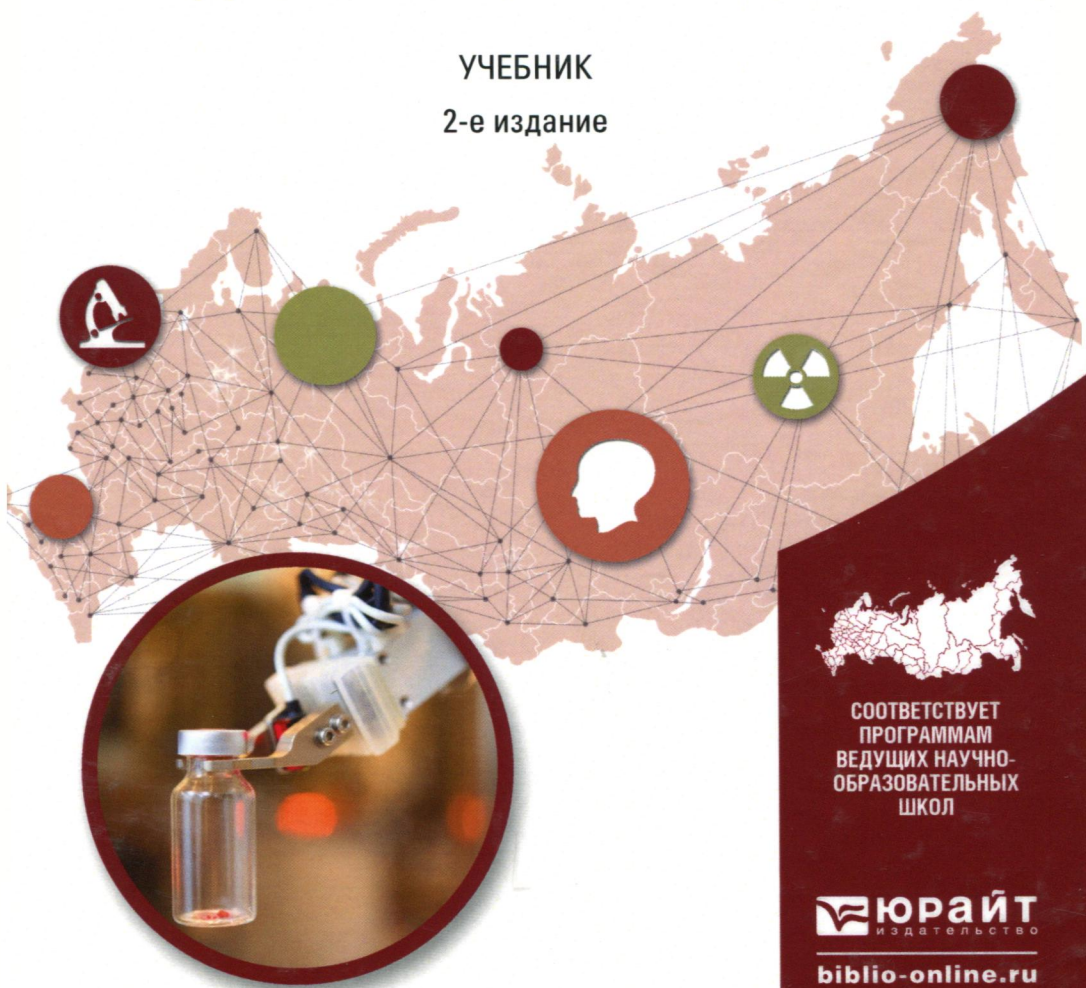 УЧЕБНИК
2-е издание
СООТВЕТСТВУЕТ
ПРОГРАММАМ
ВЕДУЩИХ НАУЧНО-
ОБРАЗОВАТЕЛЬНЫХ
ШКОЛ
ЮРАЙТ
ИЗДАТЕЛЬСТВО
biblio-online.ru